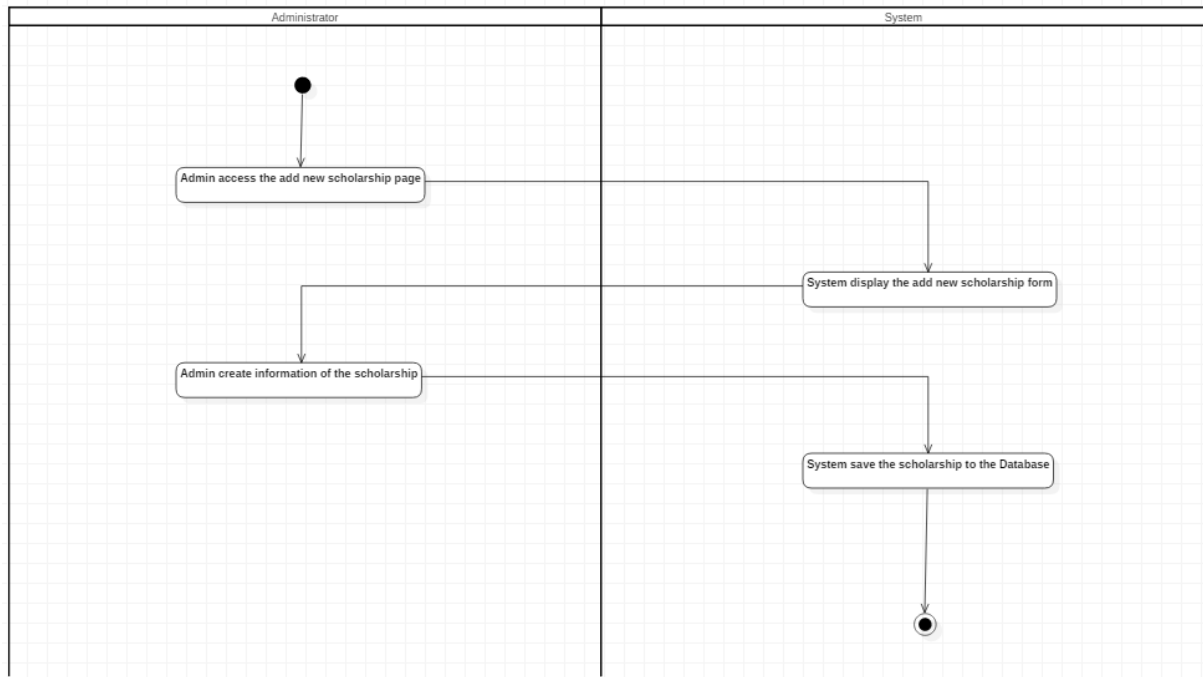 Administrator
System
Admin access the add new scholarship page
System display the add new scholarship form
Admin create information of the scholarship
System save the scholarship to the Database